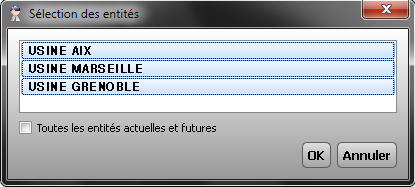 Sélection des entités
USINE AIX
USINE MARSEILLE
USINE GRENOBLE
Toutes les entités actuelles et futures
OK Annuler